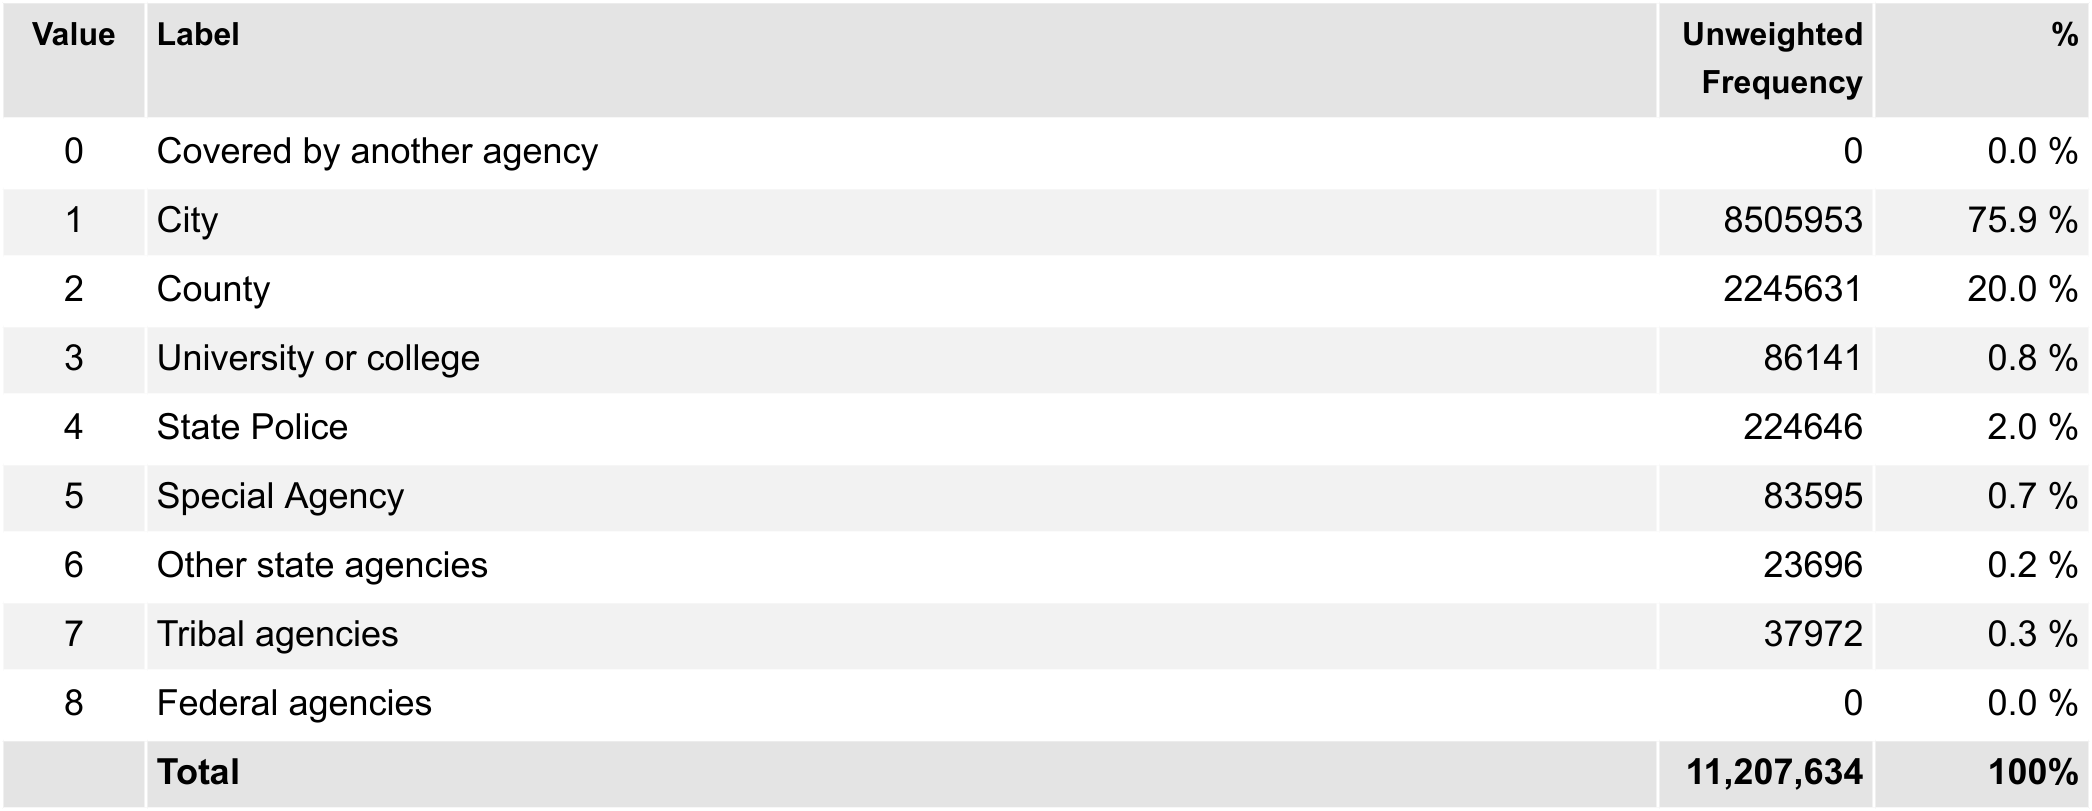 Value Label Unweighted Frequency %
0 Covered by another agency 0 0.0 %
1 City 8505953 75.9 %
2 County 2245631 20.0 %
3 University or college 86141 0.8 %
4 State Police 224646 2.0 %
5 Special Agency 83595 0.7 %
6 Other state agencies 23696 0.2 %
7 Tribal agencies 37972 0.3 %
8 Federal agencies 0 0.0 %
Total 11,207,634 100%